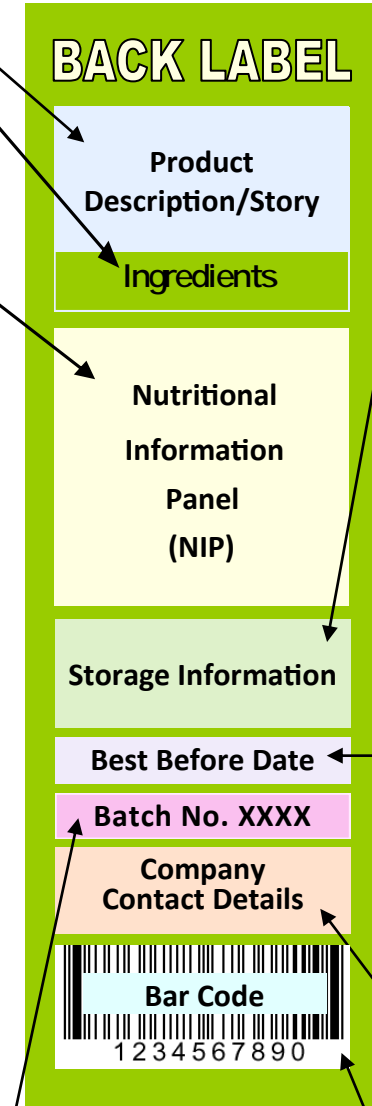 BACK LABEL
Product
Description/Story
Ingredients
Nutritional
Information
Panel
(NIP)
Storage Information
Best Before Date
Batch No. XXXX
Company
Contact Details
Bar Code
1234567890